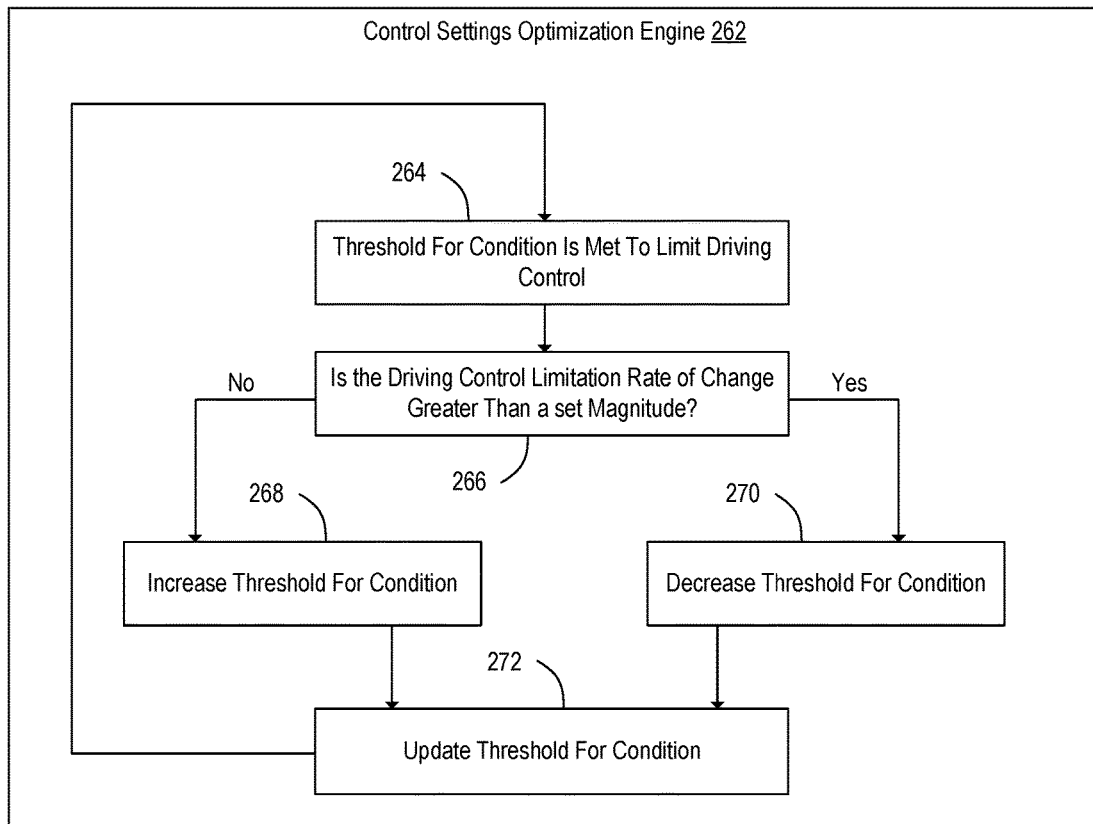 Control Settings Optimization Engine 262
264
Threshold For Condition Is Met To Limit Driving
Control
No
Is the Driving Control Limitation Rate of Change
Greater Than a set Magnitude?
Yes
266
268
270
Increase Threshold For Condition
Decrease Threshold For Condition
272
Update Threshold For Condition